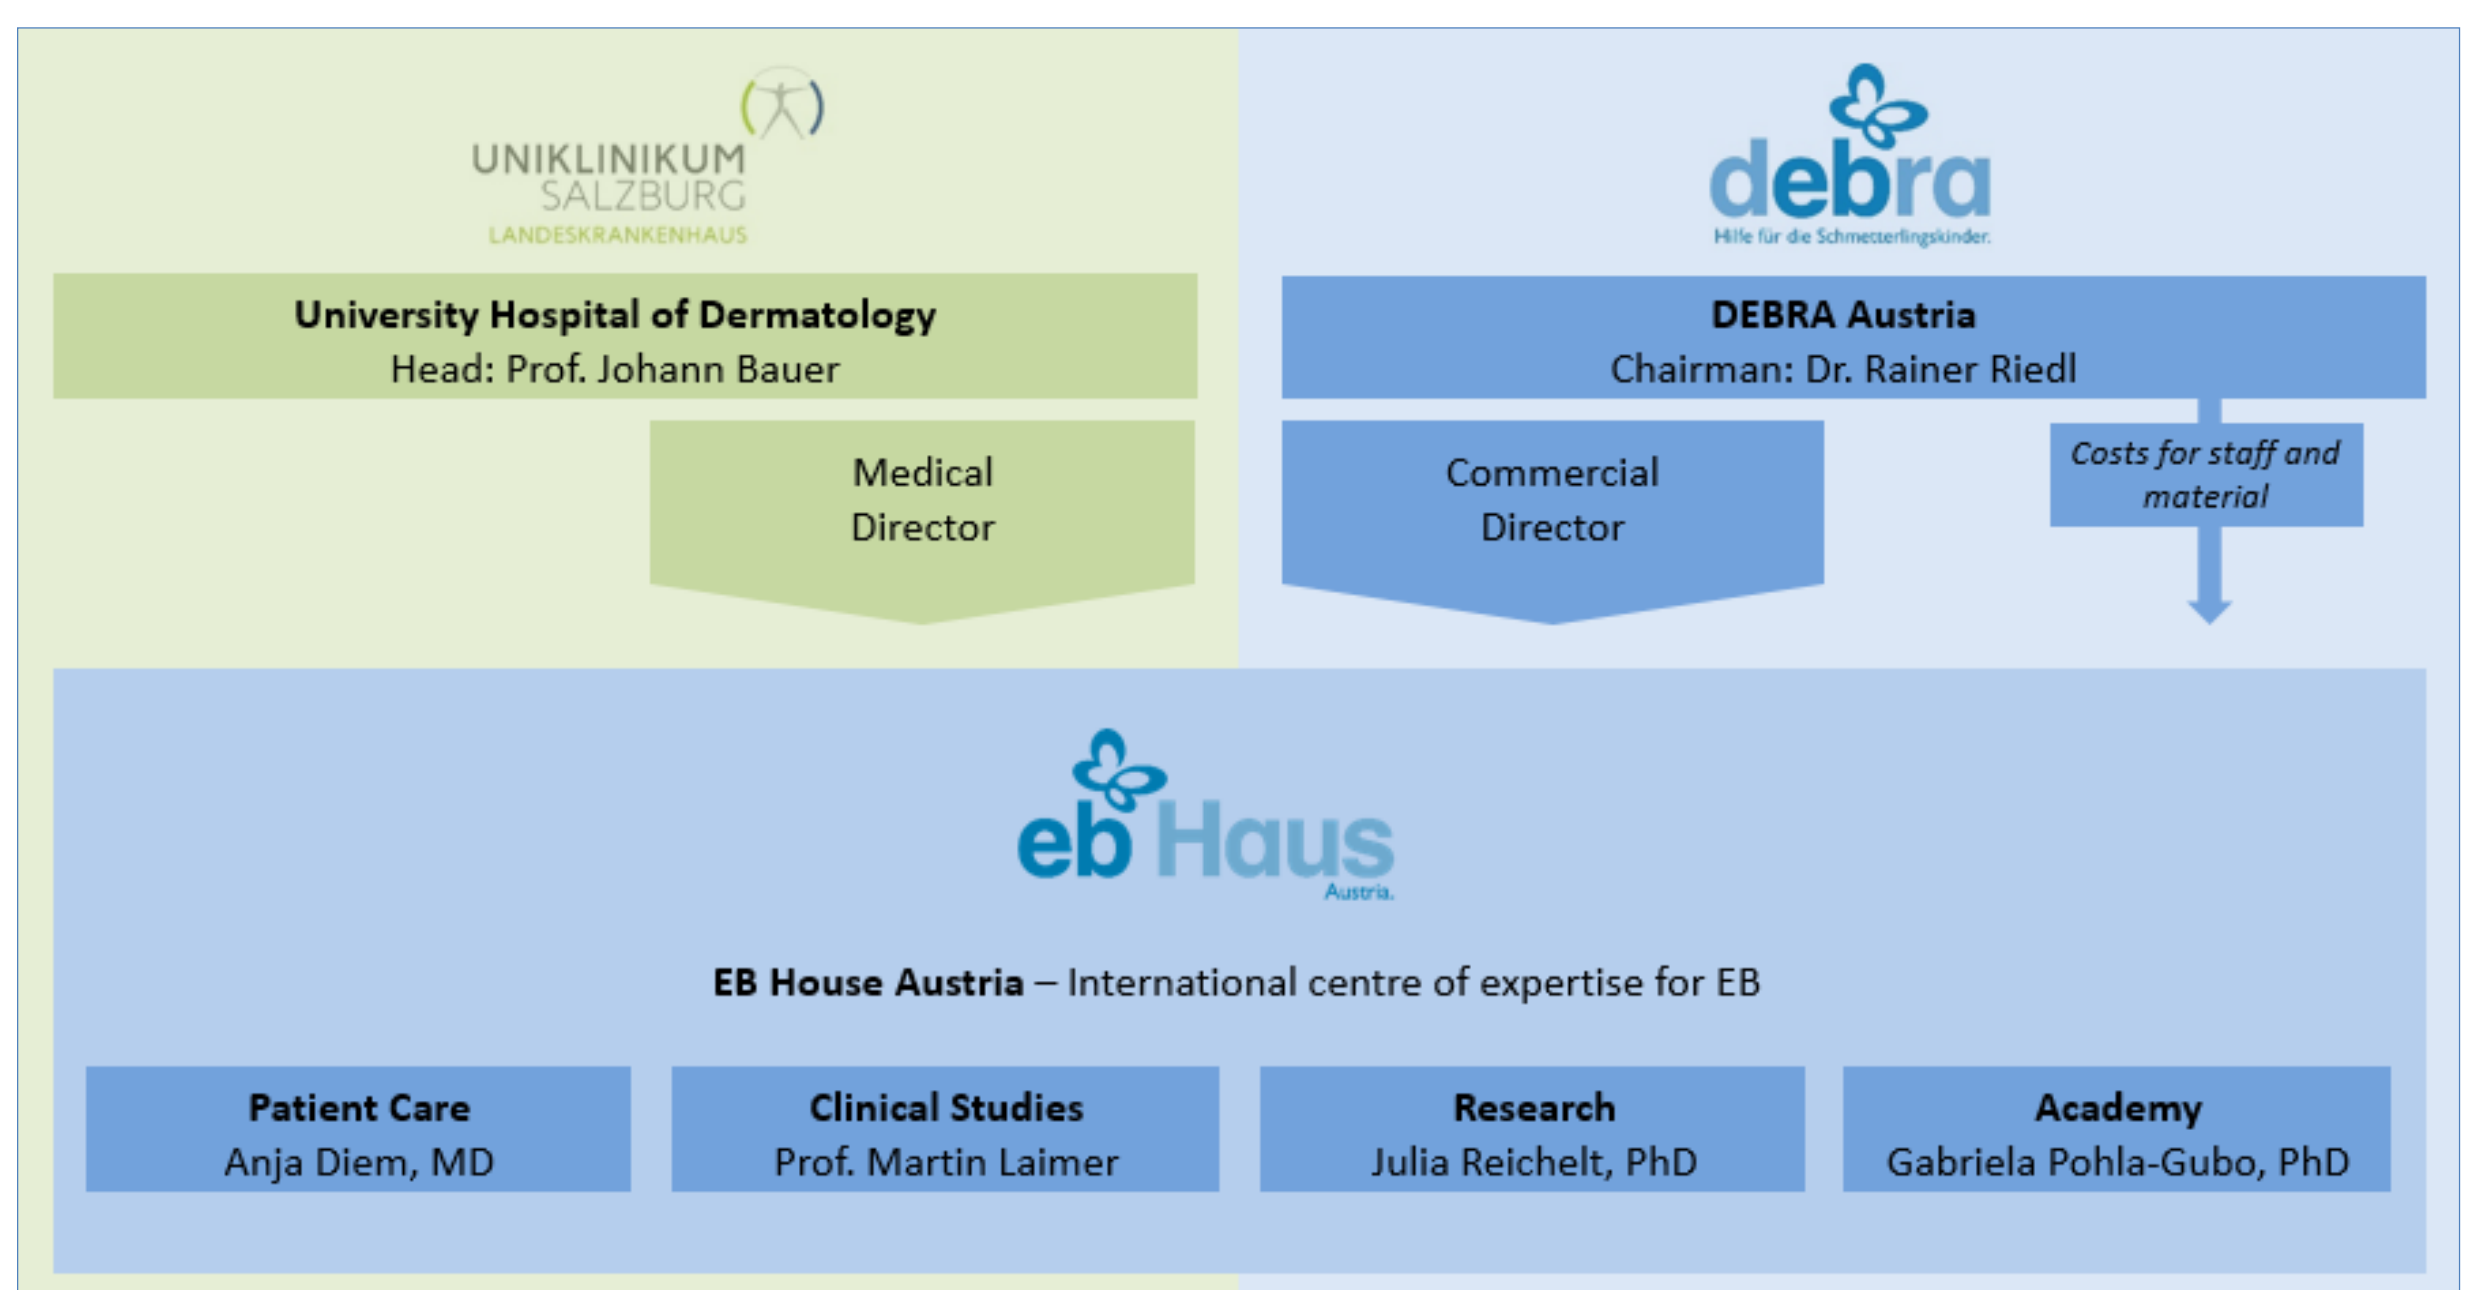 UNIKLINIKUM
SALZBURG
LANDESKRANKENHAUS
debra
Hilfe für die Schmetterlingskinder.
University Hospital of Dermatology
Head: Prof. Johann Bauer
DEBRA Austria
Chairman: Dr. Rainer Riedl
Medical
Director
Commercial
Director
Costs for staff and
material
eb Haus
Austria.
EB House Austria – International centre of expertise for EB
Patient Care
Anja Diem, MD
Clinical Studies
Prof. Martin Laimer
Research
Julia Reichelt, PhD
Academy
Gabriela Pohla-Gubo, PhD